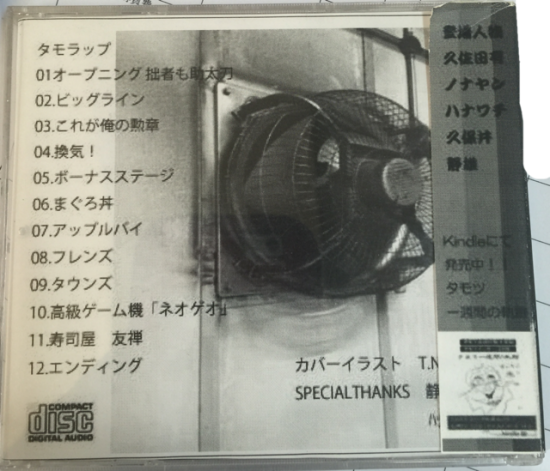 タモラップ
01オープニング 拙者も助太刀
02.ビッグライン
03.これが俺の勲章
04.換気！
05.ボーナスステージ
06.まぐろ丼
07.アップルパイ
08.フレンズ
09.タウンズ
10.高級ゲーム機「ネオゲオ」
11.寿司屋　友禅
12.エンディング
カバーイラスト　T.N
SPECIALTHANKS　静
COMPACT
disc
DIGITAL AUDIO
久佐田
ノナヤン
ハナワチ
久保丼
静雄
Kindleにて
発売中！！
タモツ
一週間の